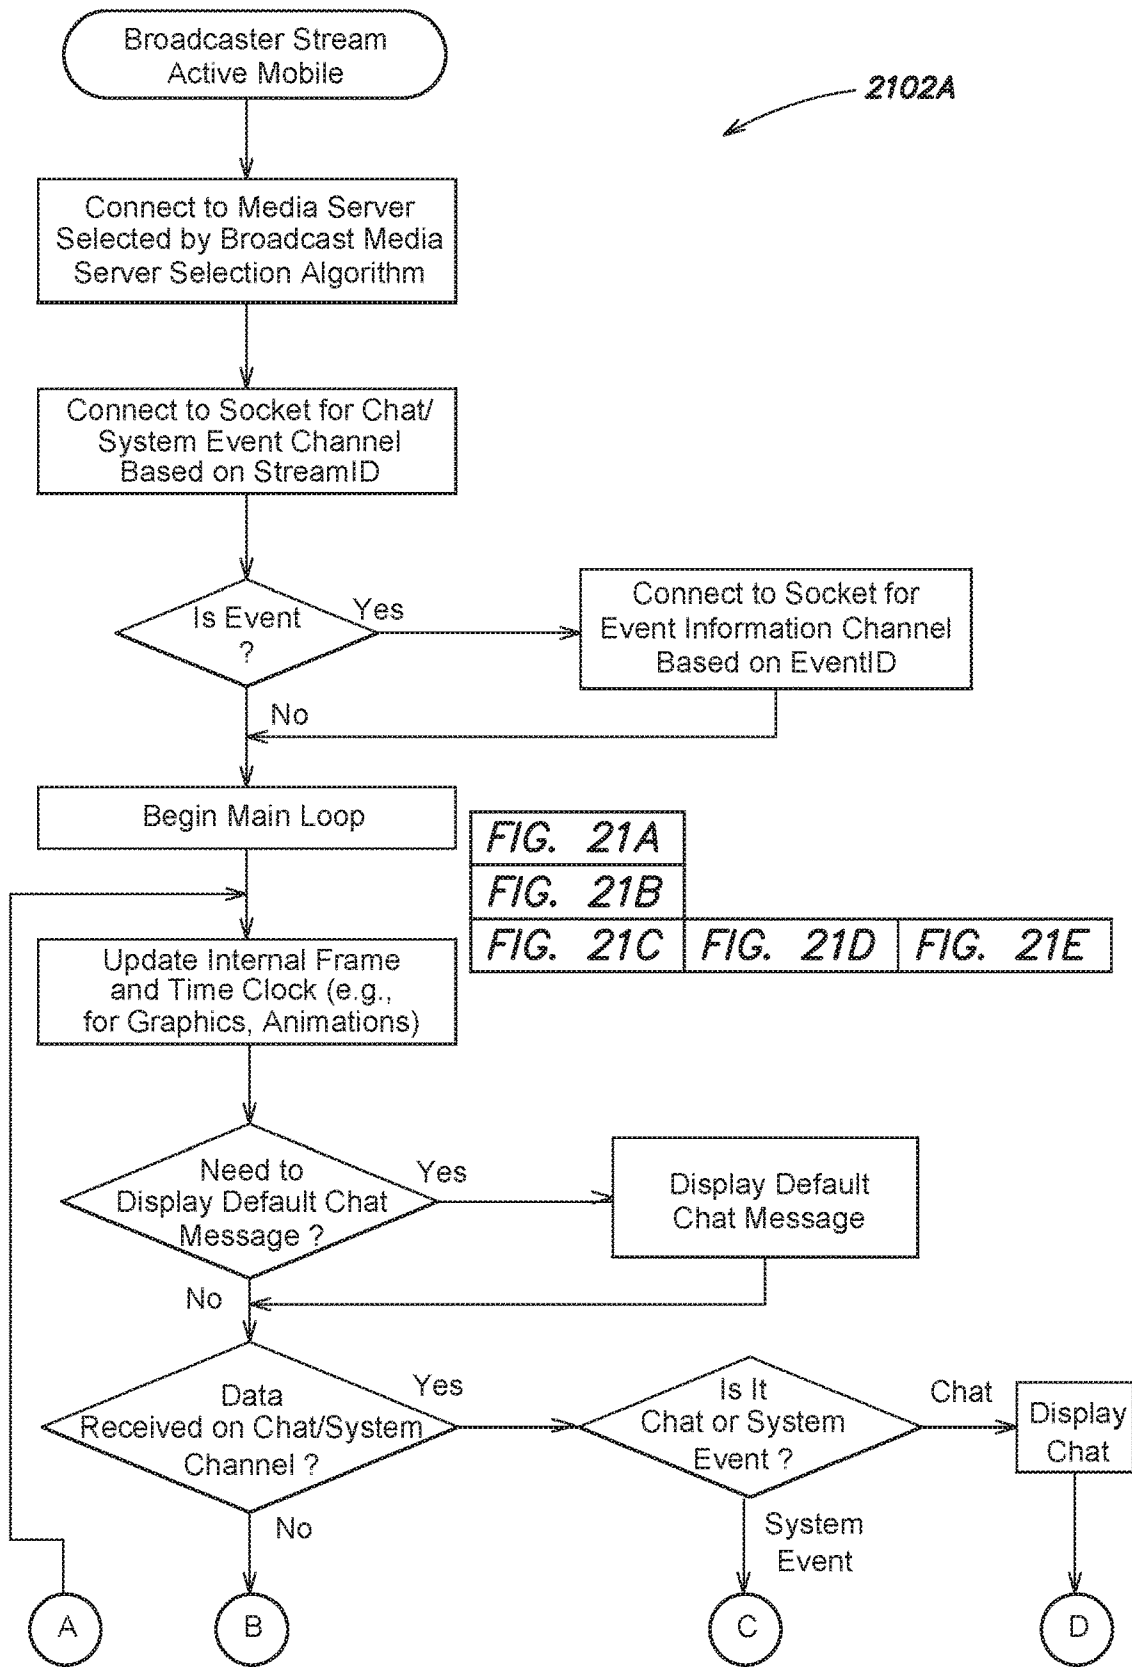 Broadcaster Stream
Active Mobile
2102A
Connect to Media Server
Selected by Broadcast Media
Server Selection Algorithm
Connect to Socket for Chat/
System Event Channel
Based on StreamID
Is Event
?
Yes
Connect to Socket for
Event Information Channel
Based on EventID
No
Begin Main Loop
FIG. 21A
FIG. 21B
FIG. 21C
FIG. 21D
FIG. 21E
Update Internal Frame
and Time Clock (e.g.,
for Graphics, Animations)
Need to
Display Default Chat
Message ?
Yes
Display Default
Chat Message
No
Data
Received on Chat/System
Channel ?
Yes
Is It
Chat or System
Event ?
Chat
Display
Chat
No
System
Event
A
B
C
D